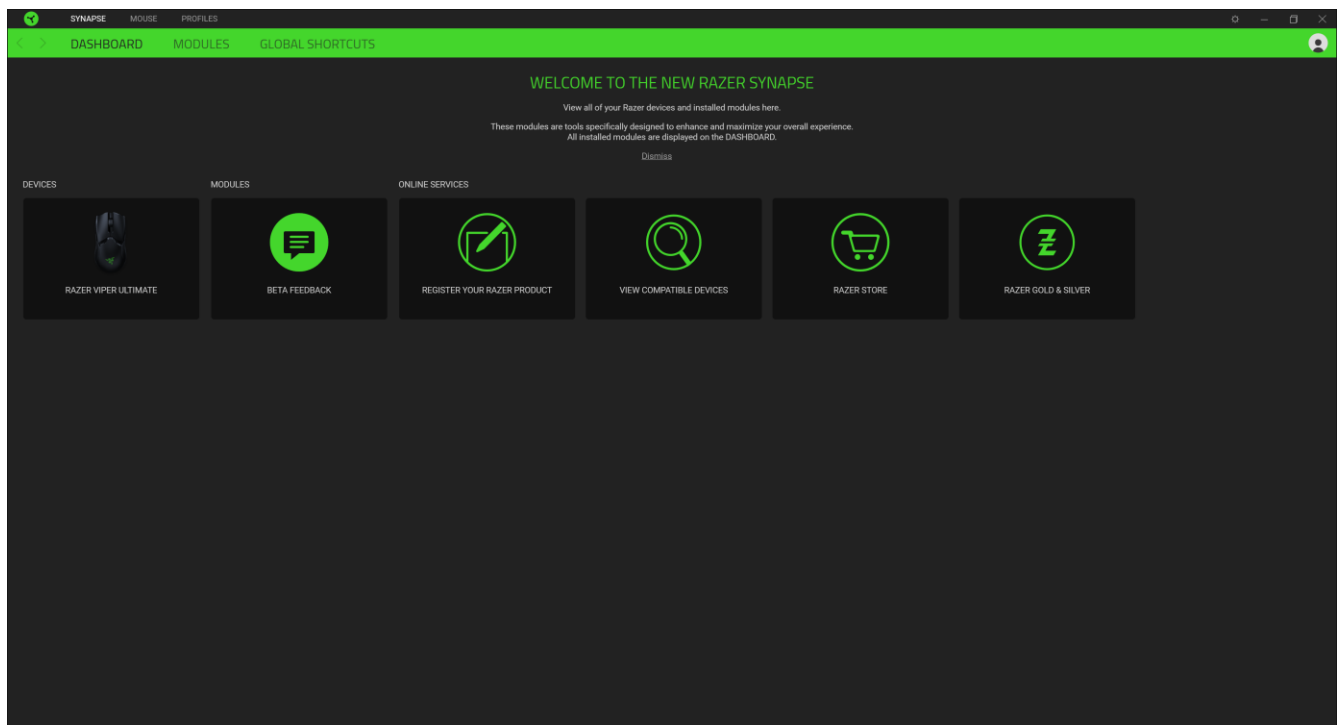 SYNAPSE MOUSE PROFILES
DASHBOARD MODULES GLOBAL SHORTCUTS
WELCOME TO THE NEW RAZER SYNAPSE
View all of your Razer devices and installed modules here.
These modules are tools specifically designed to enhance and maximize your overall experience.
All installed modules are displayed on the DASHBOARD.
Dismiss
DEVICES MODULES ONLINE SERVICES
RAZER VIPER ULTIMATE BETA FEEDBACK REGISTER YOUR RAZER PRODUCT VIEW COMPATIBLE DEVICES RAZER STORE RAZER GOLD & SILVER